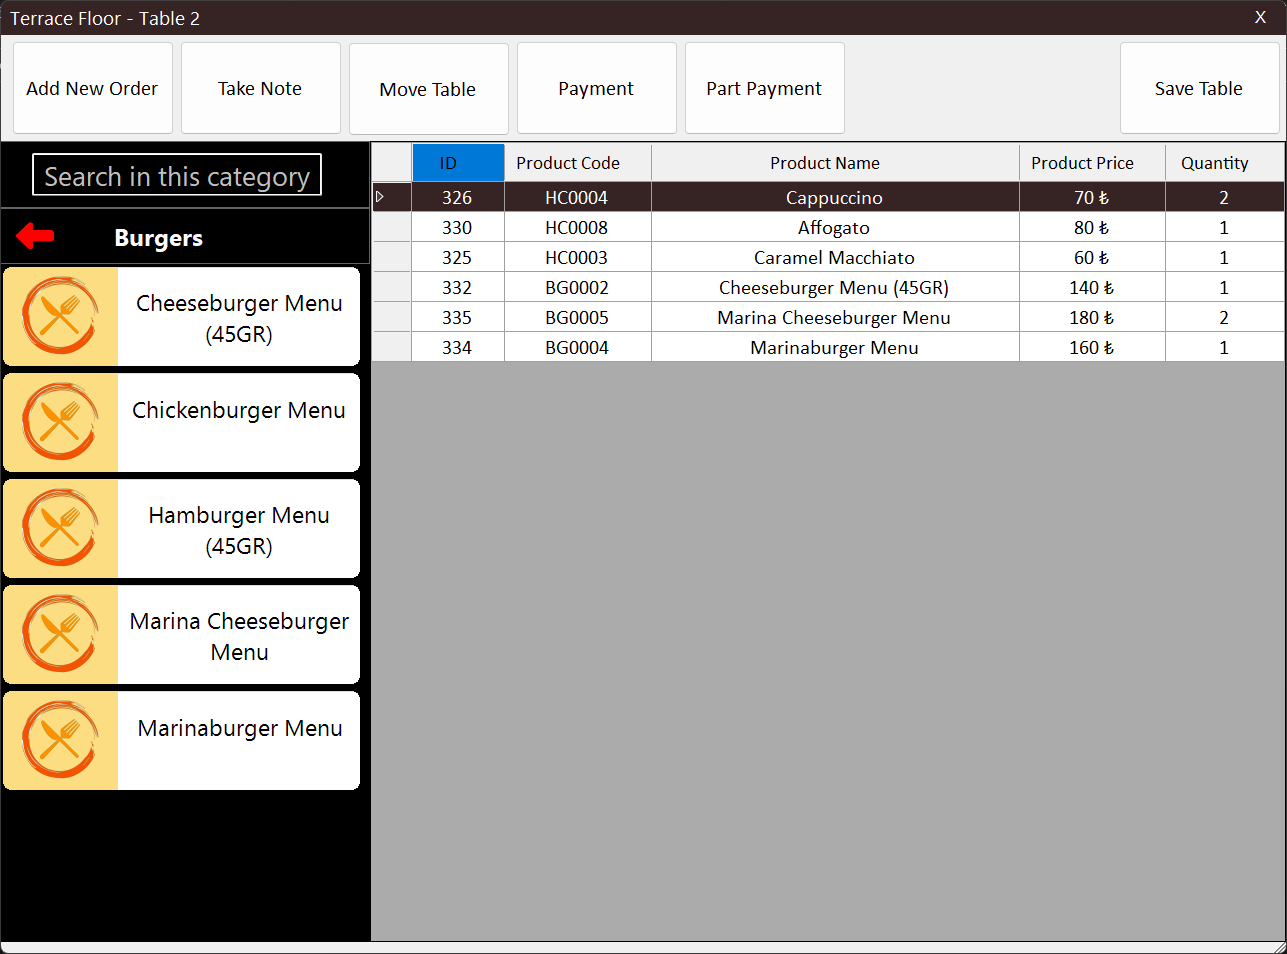 Terrace Floor - Table 2 X
Add New Order Take Note Move Table Payment Part Payment Save Table
Search in this category
Burgers
Cheeseburger Menu
(45GR)
Chickenburger Menu
Hamburger Menu
(45GR)
Marina Cheeseburger
Menu
Marinaburger Menu
ID Product Code Product Name Product Price Quantity
326 HC0004 Cappuccino 70 ₺ 2
330 HC0008 Affogato 80 ₺ 1
325 HC0003 Caramel Macchiato 60 ₺ 1
332 BG0002 Cheeseburger Menu (45GR) 140 ₺ 1
335 BG0005 Marina Cheeseburger Menu 180 ₺ 2
334 BG0004 Marinaburger Menu 160 ₺ 1